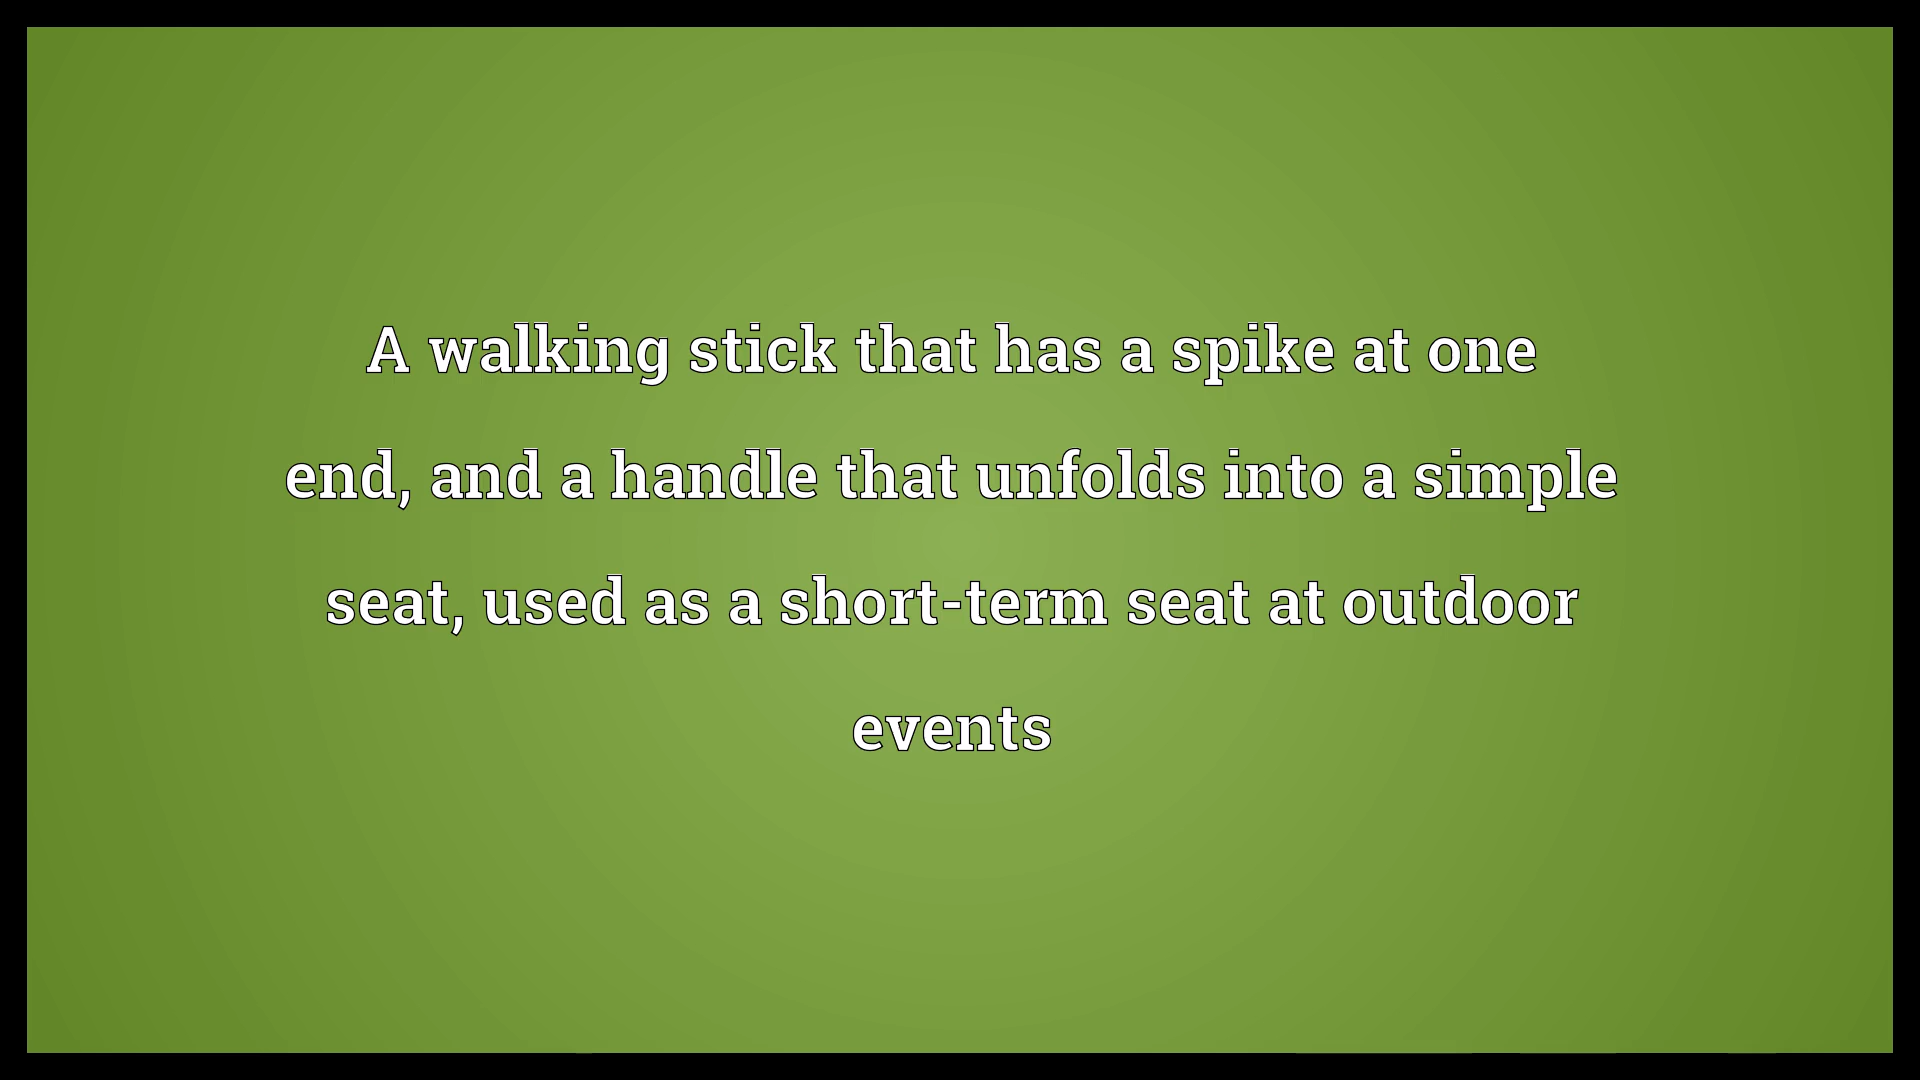 A walking stick that has a spike at one
end, and a handle that unfolds into a simple
seat, used as a short-term seat at outdoor
events